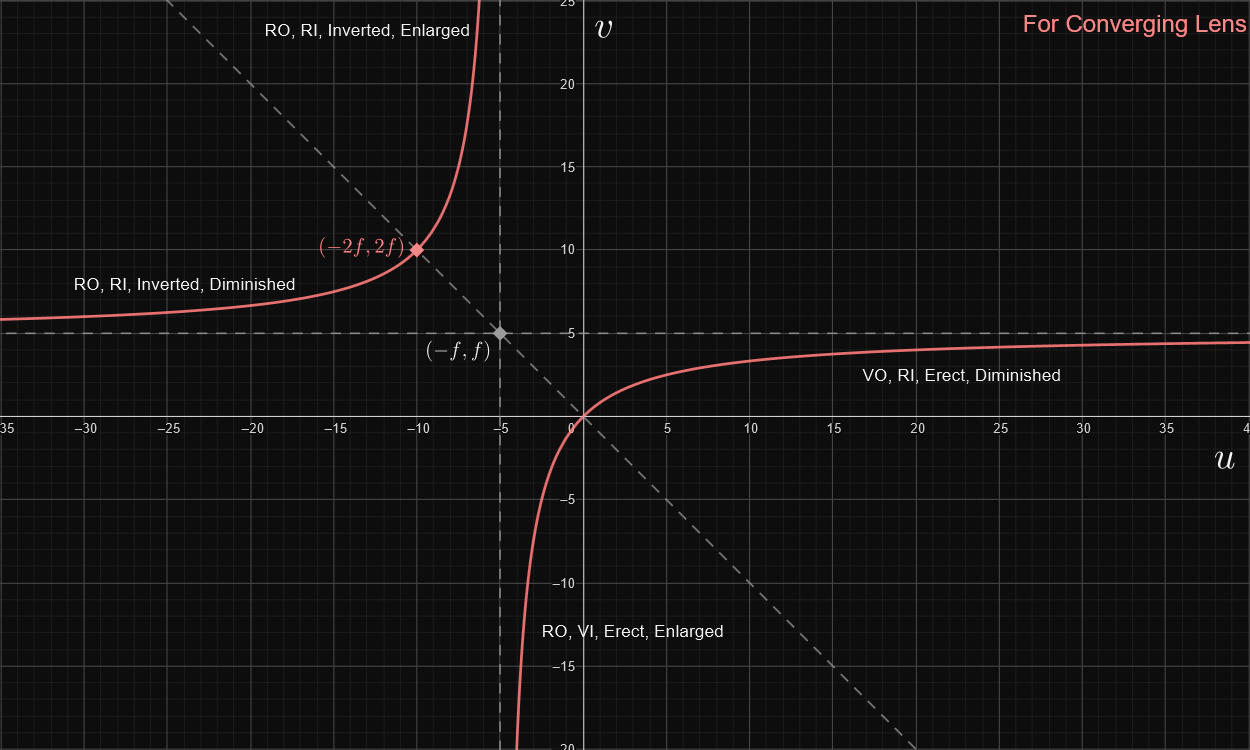 25
RO, RI, Inverted, Enlarged
v
For Converging Lens
20
15
(−2f, 2f)
10
RO, RI, Inverted, Diminished
5
(−f, f)
VO, RI, Erect, Diminished
35 −30 −25 −20 −15 −10 −5 0 5 10 15 20 25 30 35 4
u
−5
−10
RO, VI, Erect, Enlarged
−15
−20